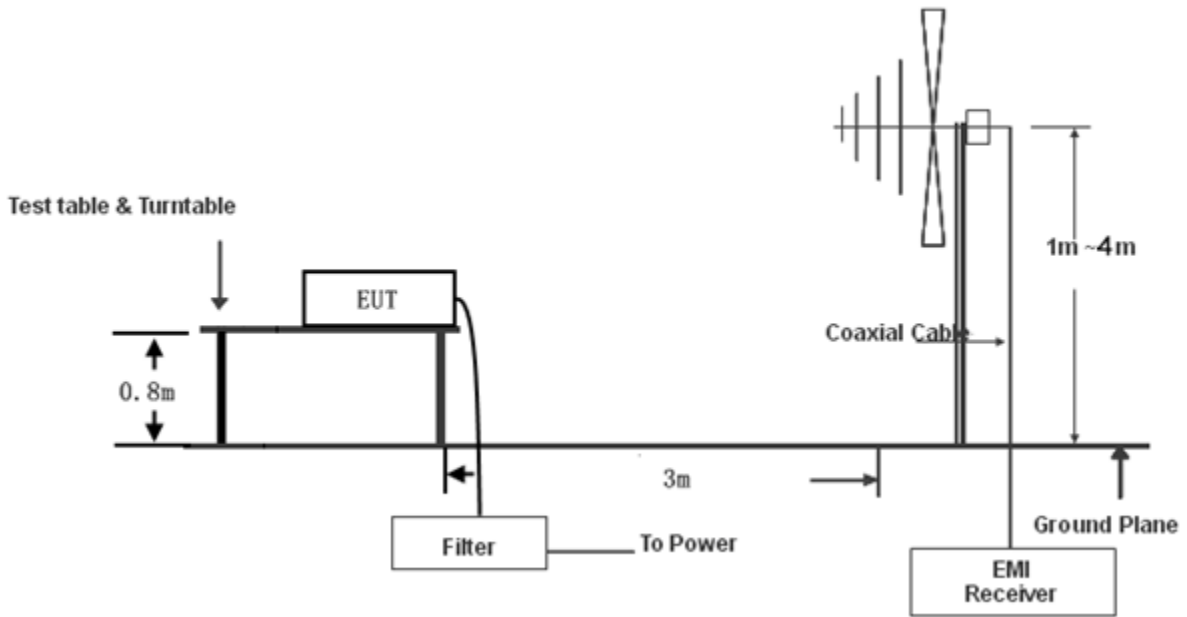 Test table & Turntable
EUT
0.8m
1m ~4m
Coaxial Cable
3m
Filter
To Power
Ground Plane
EMI
Receiver